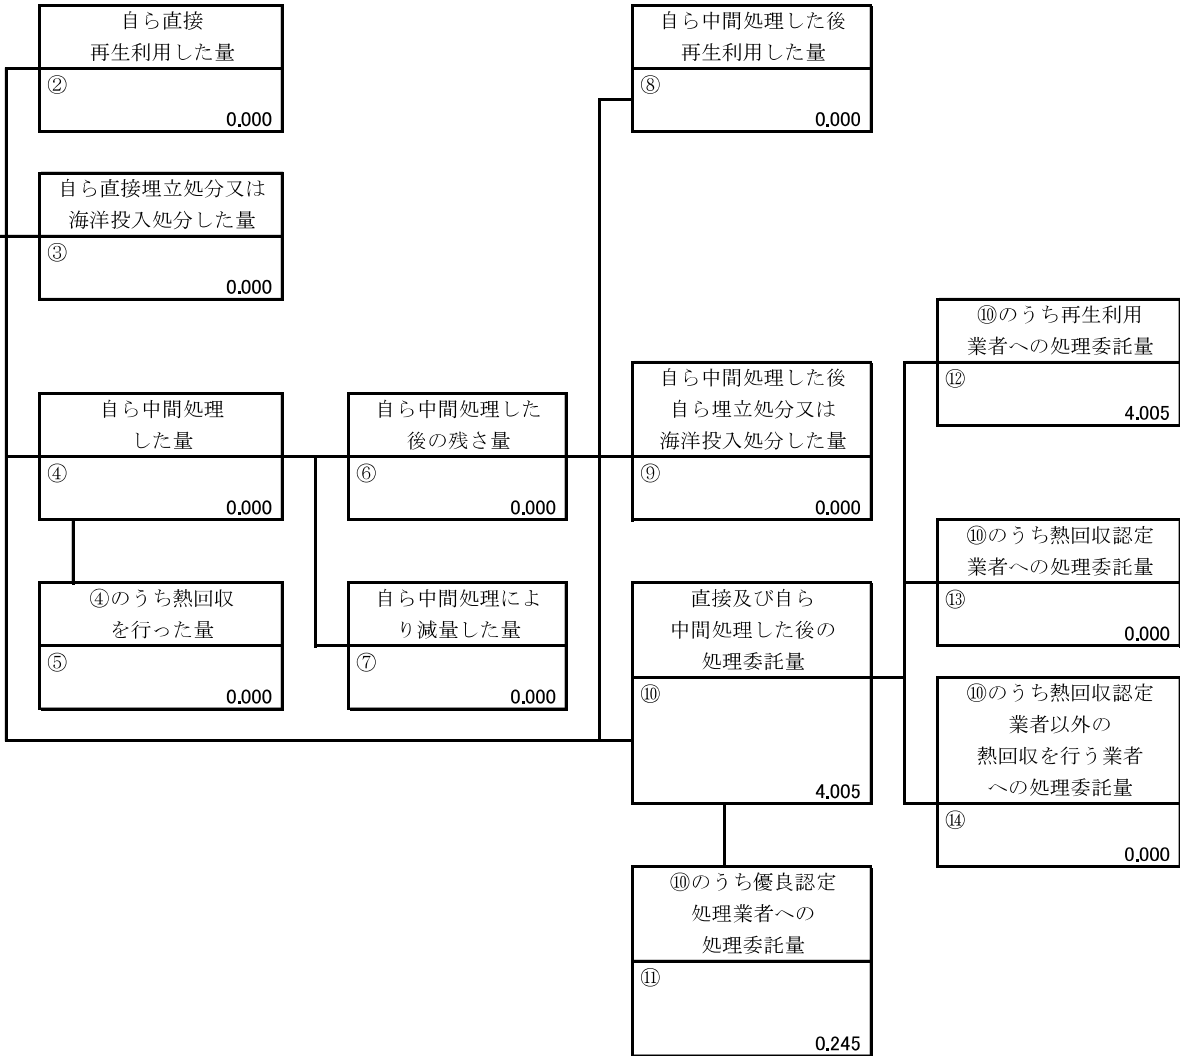 自ら直接
再生利用した量
②
0.000
自ら中間処理した後
再生利用した量
⑧
0.000
自ら直接埋立処分又は
海洋投入処分した量
③
0.000
⑩のうち再生利用
業者への処理委託量
⑫
4.005
自ら中間処理
した量
④
0.000
自ら中間処理した
後の残さ量
⑥
0.000
自ら中間処理した後
自ら埋立処分又は
海洋投入処分した量
⑨
0.000
⑩のうち熱回収認定
業者への処理委託量
⑬
0.000
④のうち熱回収
を行った量
⑤
0.000
自ら中間処理によ
り減量した量
⑦
0.000
直接及び自ら
中間処理した後の
処理委託量
⑩
4.005
⑩のうち熱回収認定
業者以外の
熱回収を行う業者
への処理委託量
⑭
0.000
⑩のうち優良認定
処理業者への
処理委託量
⑪
0.245